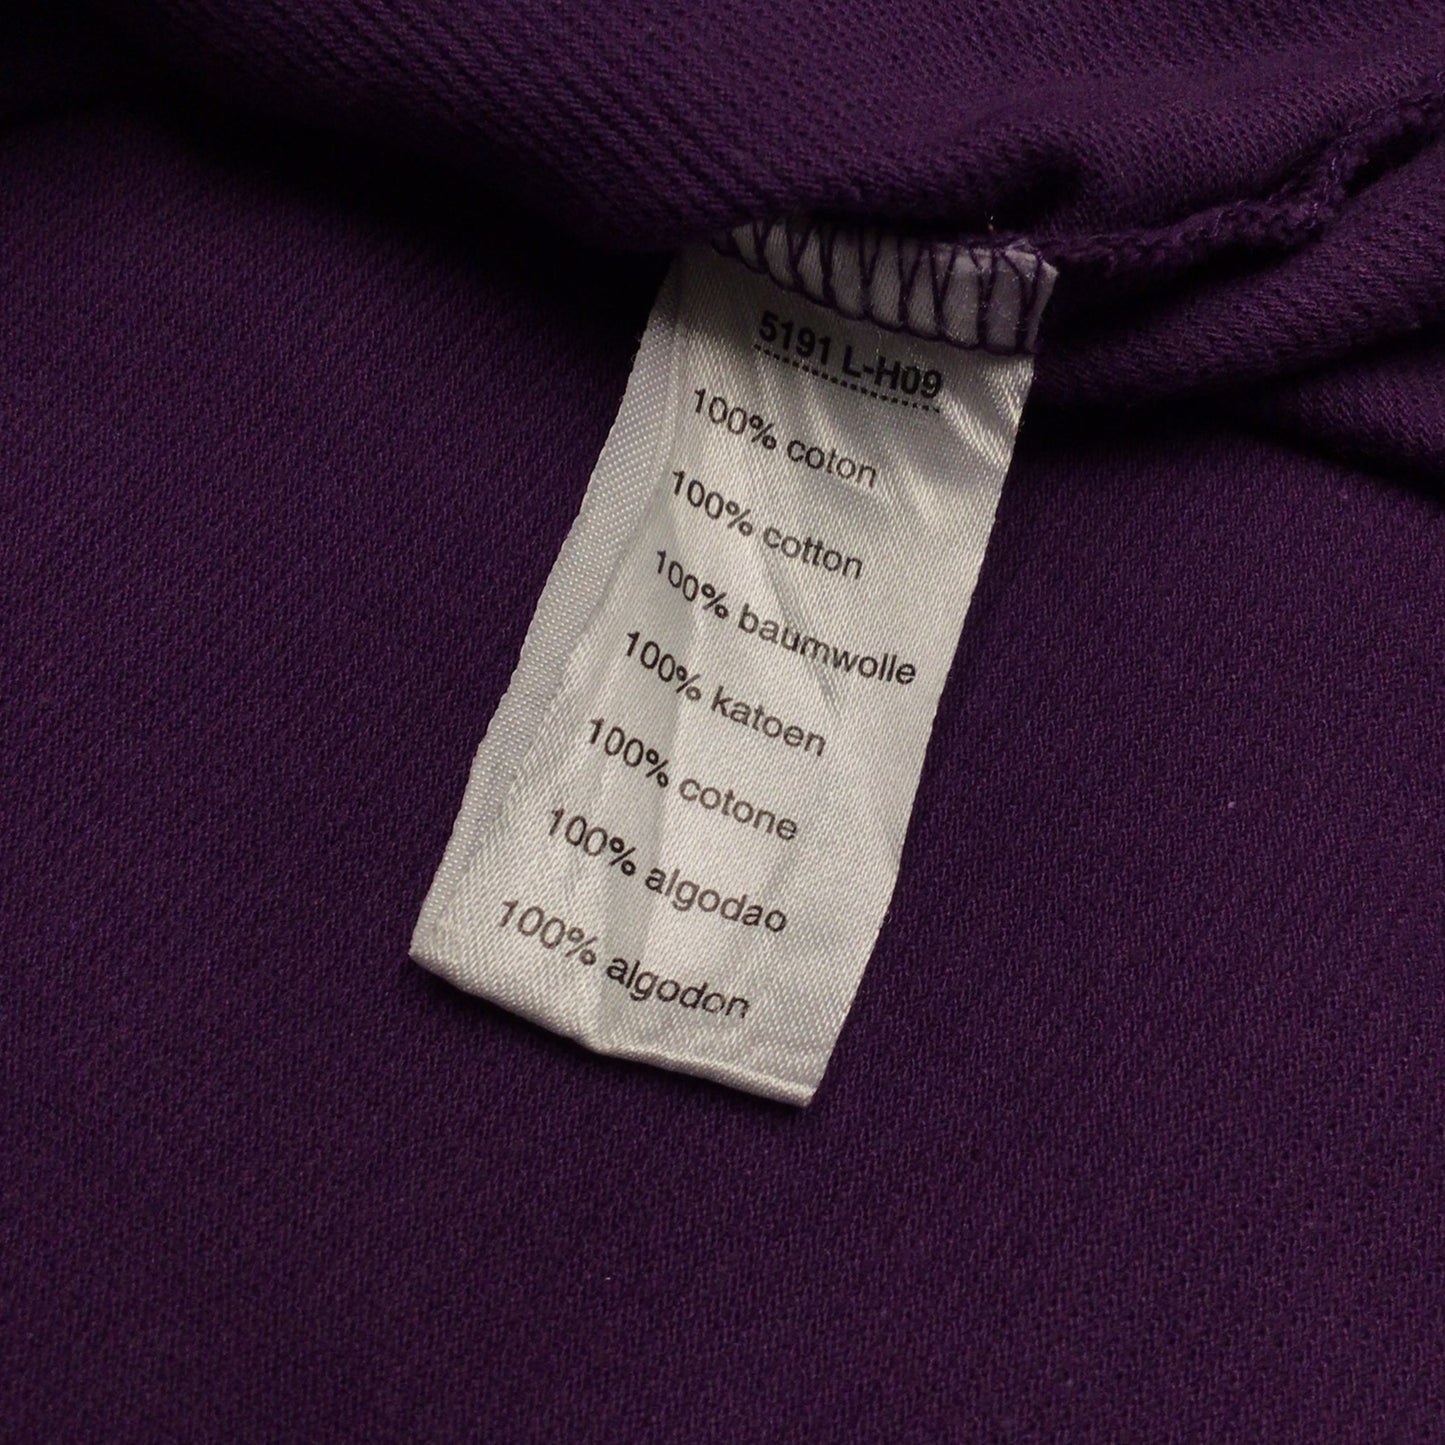 5191 L-H09
100% coton
100% cotton
100% baumwolle
100% katoen
100% cotone
100% algodao
100% algodon